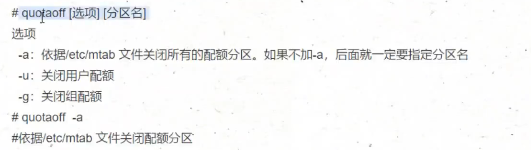 # quotaoff [选项] [分区名]
选项
-a：依据/etc/mtab 文件关闭所有的配额分区。如果不加-a，后面就一定要指定分区名
-u：关闭用户配额
-g：关闭组配额
# quotaoff -a
#依据/etc/mtab 文件关闭配额分区